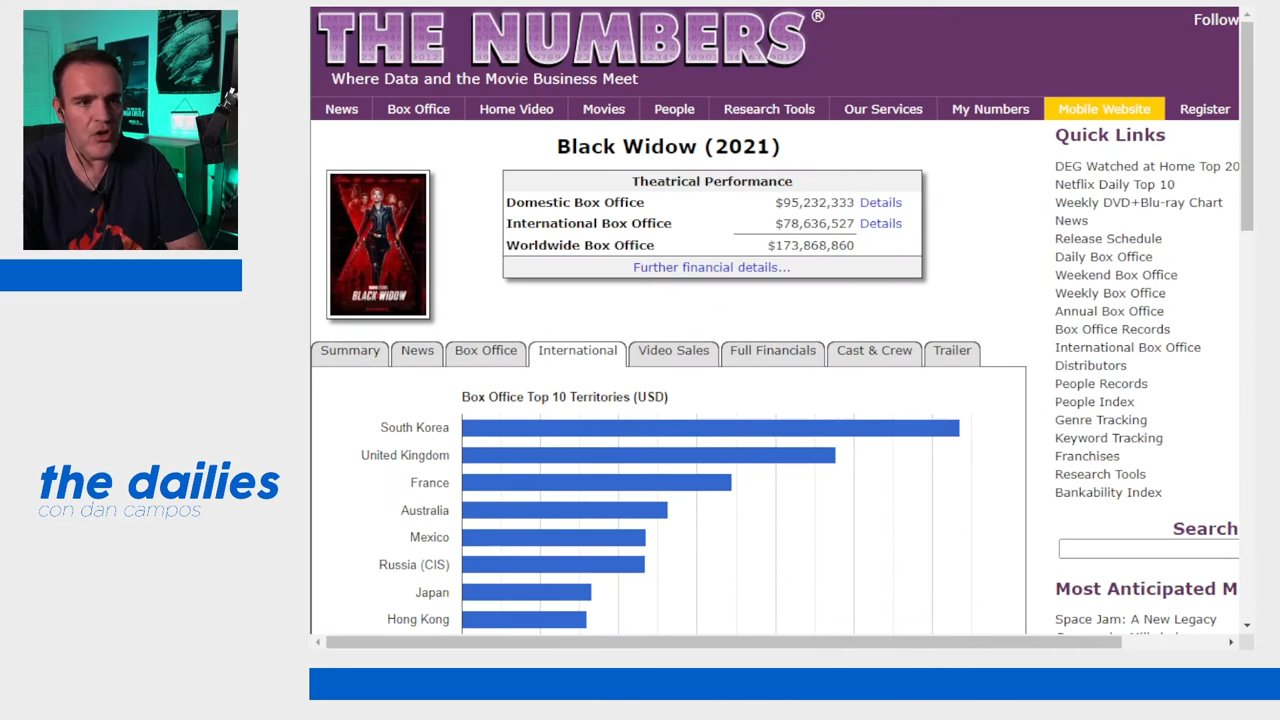 THE NUMBERS®
Where Data and the Movie Business Meet
Follow
News Box Office Home Video Movies People Research Tools Our Services My Numbers Mobile Website Register
Black Widow (2021)
Theatrical Performance
Domestic Box Office $95,232,333 Details
International Box Office $78,636,527 Details
Worldwide Box Office $173,868,860
Further financial details...
BLACK WIDOW
Summary News Box Office International Video Sales Full Financials Cast & Crew Trailer
Box Office Top 10 Territories (USD)
South Korea
United Kingdom
France
Australia
Mexico
Russia (CIS)
Japan
Hong Kong
Quick Links
DEG Watched at Home Top 20
Netflix Daily Top 10
Weekly DVD+Blu-ray Chart
News
Release Schedule
Daily Box Office
Weekend Box Office
Weekly Box Office
Annual Box Office
Box Office Records
International Box Office
Distributors
People Records
People Index
Genre Tracking
Keyword Tracking
Franchises
Research Tools
Bankability Index
Search
Most Anticipated M
Space Jam: A New Legacy
the dailies
con dan campos